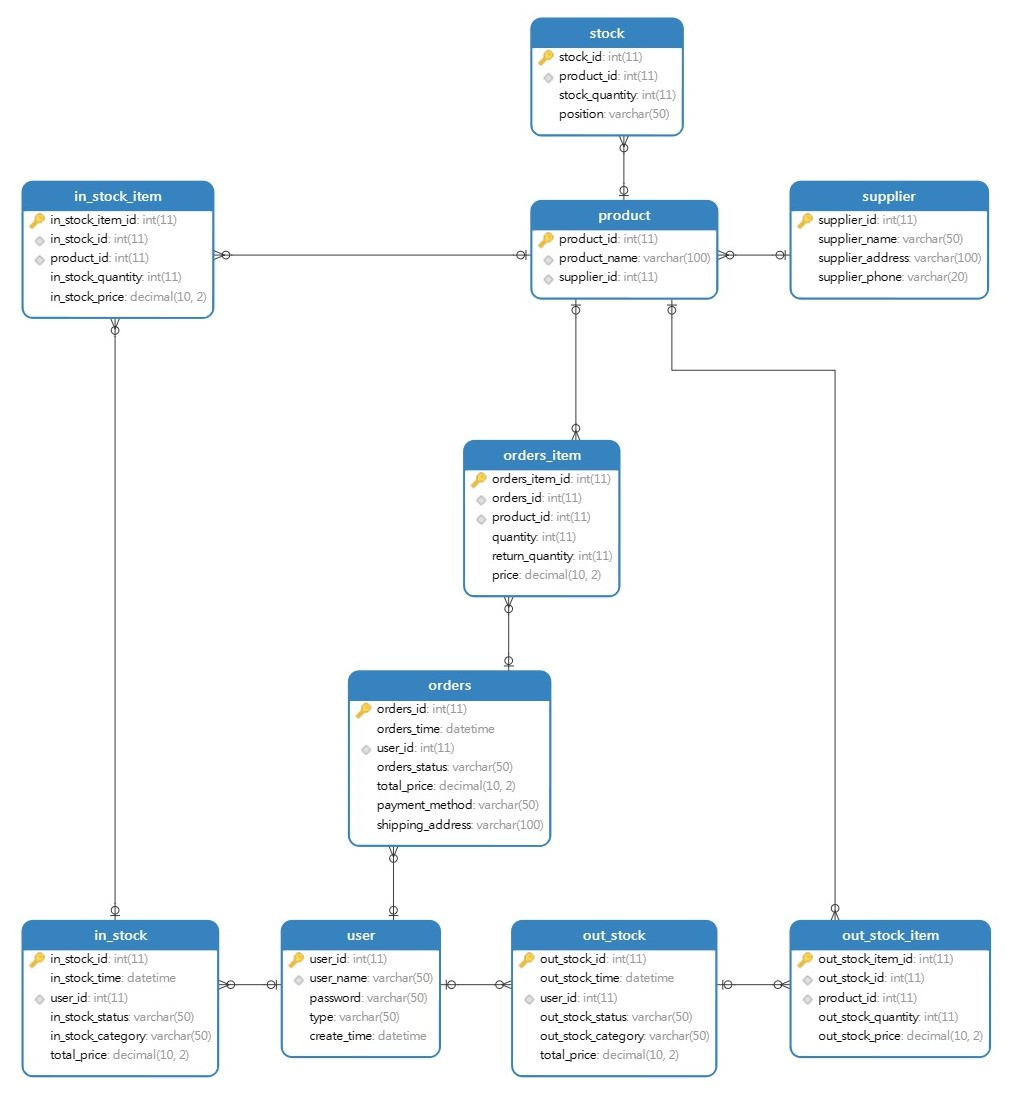 stock
stock_id: int(11)
product_id: int(11)
stock_quantity: int(11)
position: varchar(50)
in_stock_item
in_stock_item_id: int(11)
in_stock_id: int(11)
product_id: int(11)
in_stock_quantity: int(11)
in_stock_price: decimal(10, 2)
product
product_id: int(11)
product_name: varchar(100)
supplier_id: int(11)
supplier
supplier_id: int(11)
supplier_name: varchar(50)
supplier_address: varchar(100)
supplier_phone: varchar(20)
orders_item
orders_item_id: int(11)
orders_id: int(11)
product_id: int(11)
quantity: int(11)
return_quantity: int(11)
price: decimal(10, 2)
orders
orders_id: int(11)
orders_time: datetime
user_id: int(11)
orders_status: varchar(50)
total_price: decimal(10, 2)
payment_method: varchar(50)
shipping_address: varchar(100)
in_stock
in_stock_id: int(11)
in_stock_time: datetime
user_id: int(11)
in_stock_status: varchar(50)
in_stock_category: varchar(50)
total_price: decimal(10, 2)
user
user_id: int(11)
user_name: varchar(50)
password: varchar(50)
type: varchar(50)
create_time: datetime
out_stock
out_stock_id: int(11)
out_stock_time: datetime
user_id: int(11)
out_stock_status: varchar(50)
out_stock_category: varchar(50)
total_price: decimal(10, 2)
out_stock_item
out_stock_item_id: int(11)
out_stock_id: int(11)
product_id: int(11)
out_stock_quantity: int(11)
out_stock_price: decimal(10, 2)